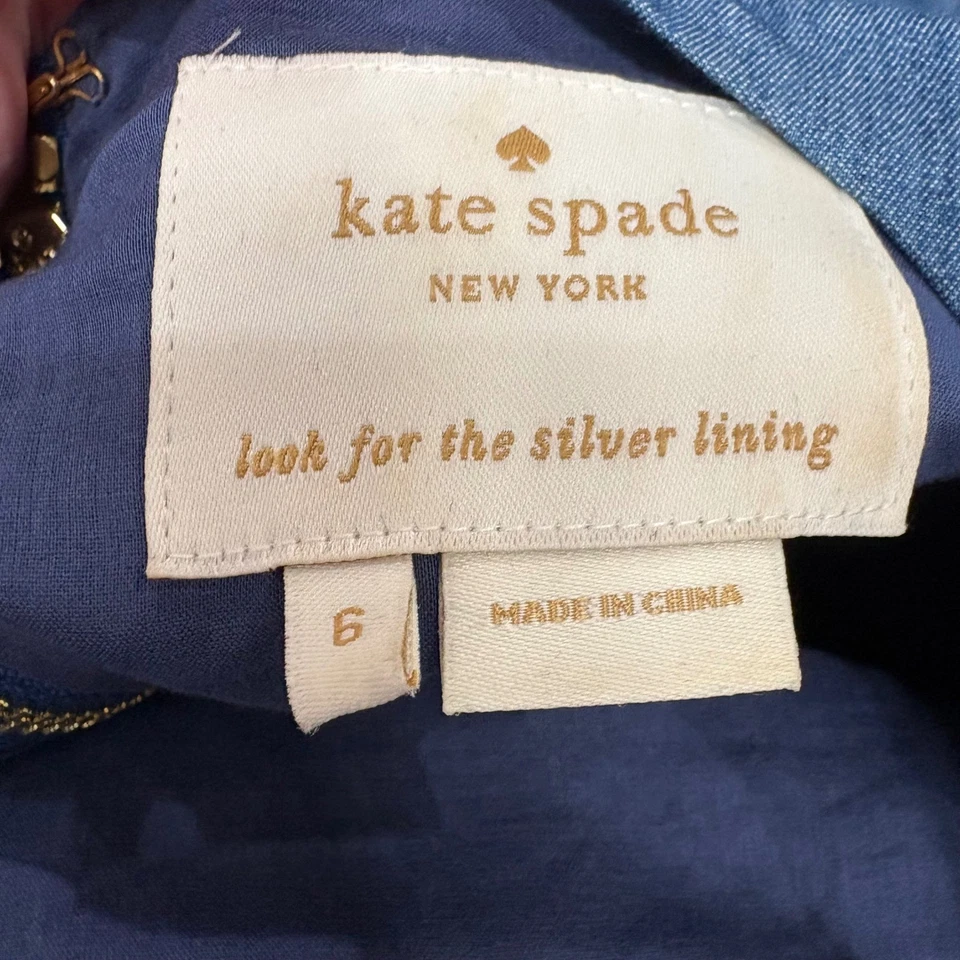 kate spade
NEW YORK
look for the silver lining
6
MADE IN CHINA